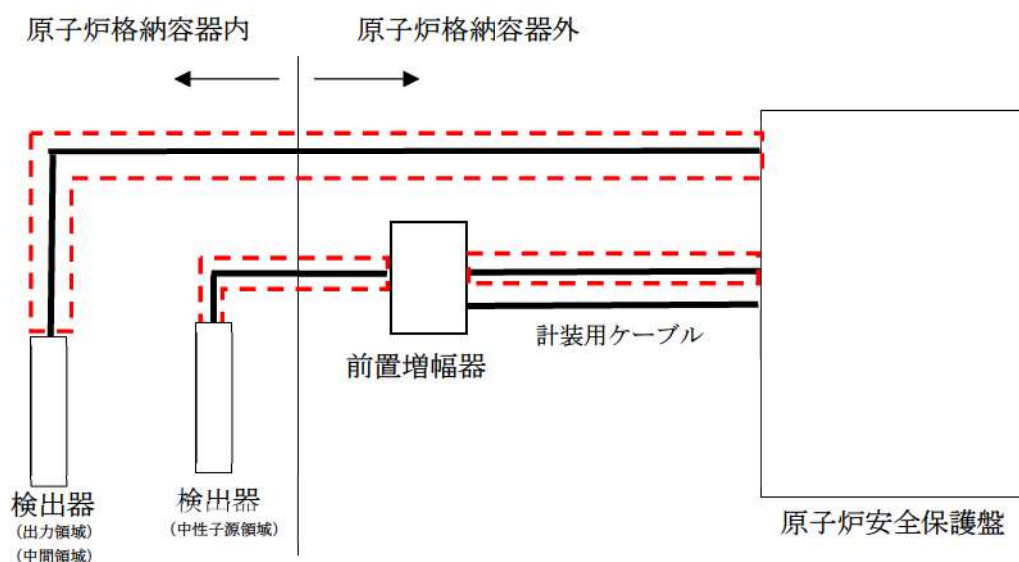 原子炉格納容器内
原子炉格納容器外
計装用ケーブル
前置増幅器
検出器
(出力領域)
(中間領域)
検出器
(中性子源領域)
原子炉安全保護盤